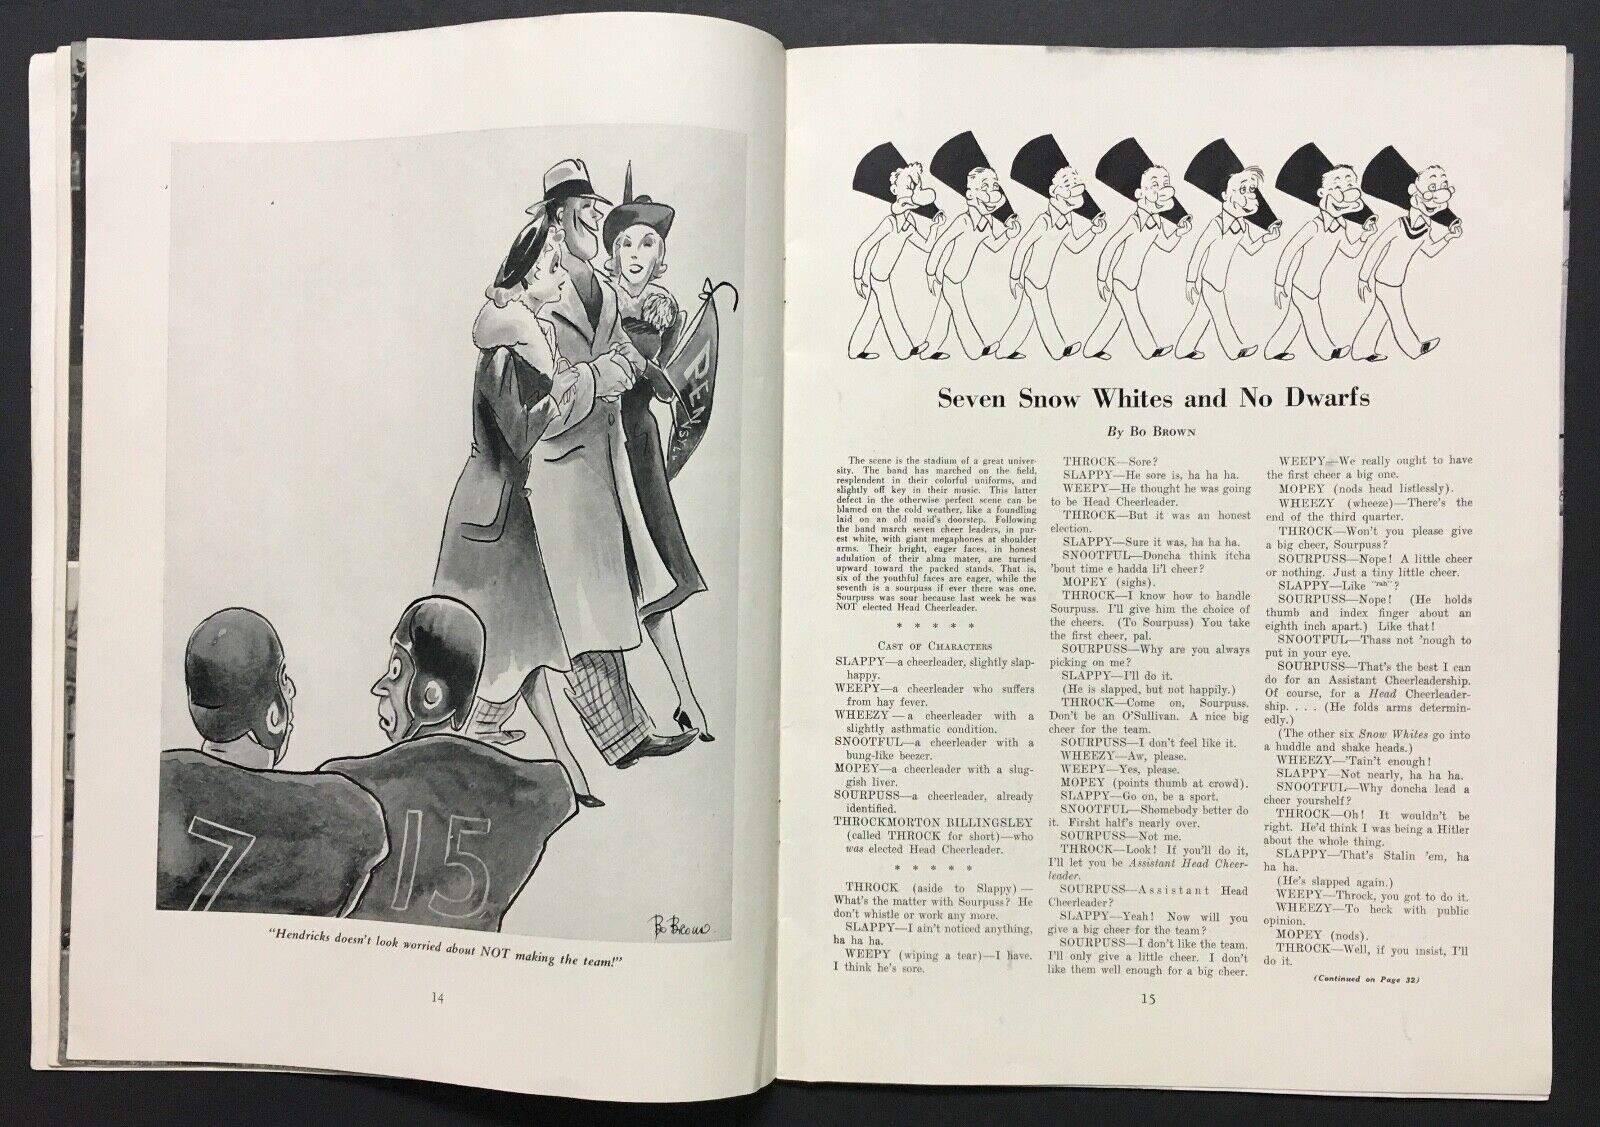 PENNSYL
7
15
Bo Brown.
"Hendricks doesn't look worried about NOT making the team!"
14
Seven Snow Whites and No Dwarfs
By Bo Brown
The scene is the stadium of a great univer-
sity. The band has marched on the field,
resplendent in their colorful uniforms, and
slightly off key in their music. This latter
defect in the otherwise perfect scene can be
blamed on the cold weather, like a foundling
laid on an old maid's doorstep. Following
the band march seven cheer leaders, in pur-
est white, with giant megaphones at shoulder
arms. Their bright, eager faces, in honest
adulation of their alma mater, are turned
upward toward the packed stands. That is,
six of the youthful faces are eager, while the
seventh is a sourpuss if ever there was one.
Sourpuss was sour because last week he was
NOT elected Head Cheerleader.
* * * * *
Cast of Characters
SLAPPY—a cheerleader, slightly slap-
happy.
WEEPY—a cheerleader who suffers
from hay fever.
WHEEZY—a cheerleader with a
slightly asthmatic condition.
SNOOTFUL—a cheerleader with a
bung-like beezer.
MOPEY—a cheerleader with a slug-
gish liver.
SOURPUSS—a cheerleader, already
identified.
THROCKMORTON BILLINGSLEY
(called THROCK for short)—who
was elected Head Cheerleader.
* * * * *
THROCK (aside to Slappy)—
What's the matter with Sourpuss? He
don't whistle or work any more.
SLAPPY—I ain't noticed anything,
ha ha ha.
WEEPY (wiping a tear)—I have.
I think he's sore.
THROCK—Sore?
SLAPPY—He sore is, ha ha ha.
WEEPY—He thought he was going
to be Head Cheerleader.
THROCK—But it was an honest
election.
SLAPPY—Sure it was, ha ha ha.
SNOOTFUL—Doncha think itcha
'bout time e hadda li'l cheer?
MOPEY (sighs).
THROCK—I know how to handle
Sourpuss. I'll give him the choice of
the cheers. (To Sourpuss) You take
the first cheer, pal.
SOURPUSS—Why are you always
picking on me?
SLAPPY—I'll do it.
(He is slapped, but not happily.)
THROCK—Come on, Sourpuss.
Don't be an O'Sullivan. A nice big
cheer for the team.
SOURPUSS—I don't feel like it.
WHEEZY—Aw, please.
WEEPY—Yes, please.
MOPEY (points thumb at crowd).
SLAPPY—Go on, be a sport.
SNOOTFUL—Shomebody better do
it. Firsht half's nearly over.
SOURPUSS—Not me.
THROCK—Look! If you'll do it,
I'll let you be Assistant Head Cheer-
leader.
SOURPUSS—Assistant Head
Cheerleader?
SLAPPY—Yeah! Now will you
give a big cheer for the team?
SOURPUSS—I don't like the team.
I'll only give a little cheer. I don't
like them well enough for a big cheer.
WEEPY—We really ought to have
the first cheer a big one.
MOPEY (nods head listlessly).
WHEEZY (wheeze)—There's the
end of the third quarter.
THROCK—Won't you please give
a big cheer, Sourpuss?
SOURPUSS—Nope! A little cheer
or nothing. Just a tiny little cheer.
SLAPPY—Like "rah"?
SOURPUSS—Nope! (He holds
thumb and index finger about an
eighth inch apart.) Like that!
SNOOTFUL—Thass not 'nough to
put in your eye.
SOURPUSS—That's the best I can
do for an Assistant Cheerleadership.
Of course, for a Head Cheerleader-
ship. . . . (He folds arms determin-
edly.)
(The other six Snow Whites go into
a huddle and shake heads.)
WHEEZY—'Tain't enough!
SLAPPY—Not nearly, ha ha ha.
SNOOTFUL—Why doncha lead a
cheer yourshelf?
THROCK—Oh! It wouldn't be
right. He'd think I was being a Hitler
about the whole thing.
SLAPPY—That's Stalin 'em, ha
ha ha.
(He's slapped again.)
WEEPY—Throck, you got to do it.
WHEEZY—To heck with public
opinion.
MOPEY (nods).
THROCK—Well, if you insist, I'll
do it.
(Continued on Page 32)
15